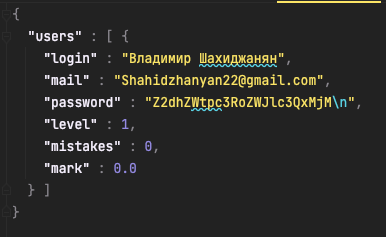 {
"users" : [ {
"login" : "Владимир Шахиджанян",
"mail" : "Shahidzhanyan22@gmail.com",
"password" : "Z2dhZWtpc3RoZWJlc3QxMjM\n",
"level" : 1,
"mistakes" : 0,
"mark" : 0.0
} ]
}